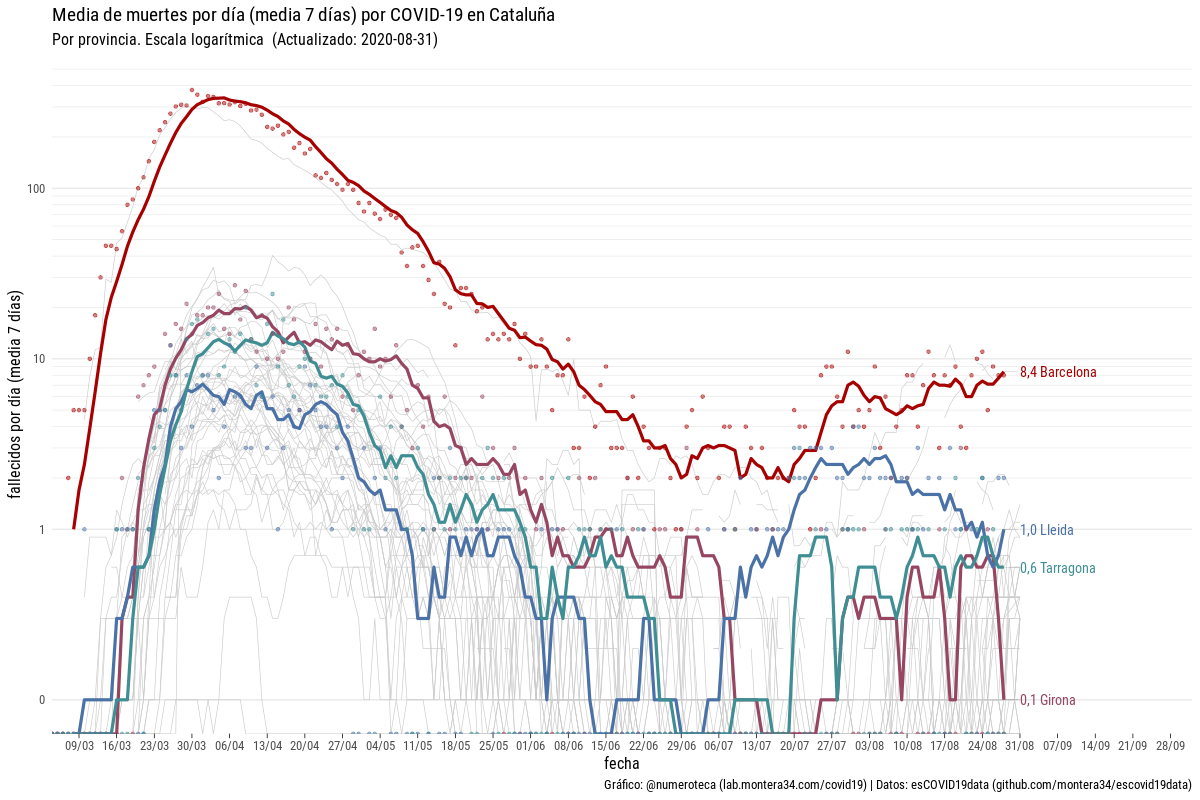 Media de muertes por día (media 7 días) por COVID-19 en Cataluña
Por provincia. Escala logarítmica  (Actualizado: 2020-08-31)
fallecidos por día (media  7 días)
100
10
1
0
8,4 Barcelona
1,0 Lleida
0,6 Tarragona
0,1 Girona
09/03 16/03 23/03 30/03 06/04 13/04 20/04 27/04 04/05 11/05 18/05 25/05 01/06 08/06 15/06 22/06 29/06 06/07 13/07 20/07 27/07 03/08 10/08 17/08 24/08 31/08 07/09 14/09 21/09 28/09
fecha
Gráfico: @numeroteca (lab.montera34.com/covid19) | Datos: esCOVID19data (github.com/montera34/escovid19data)